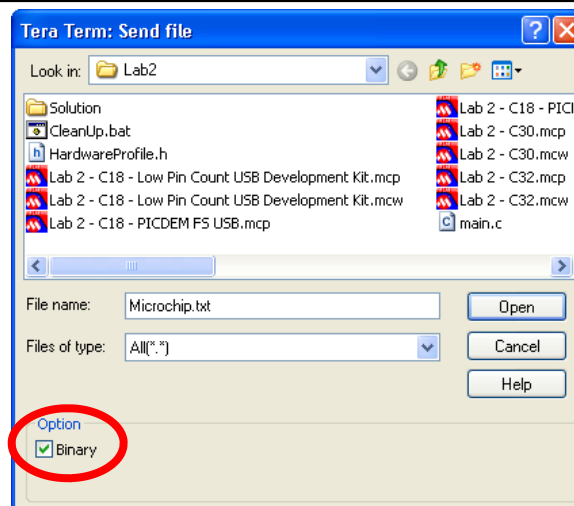 Tera Term: Send file
Look in: Lab2
Solution
CleanUp.bat
HardwareProfile.h
Lab 2 - C18 - Low Pin Count USB Development Kit.mcp
Lab 2 - C18 - Low Pin Count USB Development Kit.mcw
Lab 2 - C18 - PICDEM FS USB.mcp
Lab 2 - C18 - PICI
Lab 2 - C30.mcp
Lab 2 - C30.mcw
Lab 2 - C32.mcp
Lab 2 - C32.mcw
main.c
File name: Microchip.txt Open
Files of type: All(*.*) Cancel
Help
Option
Binary